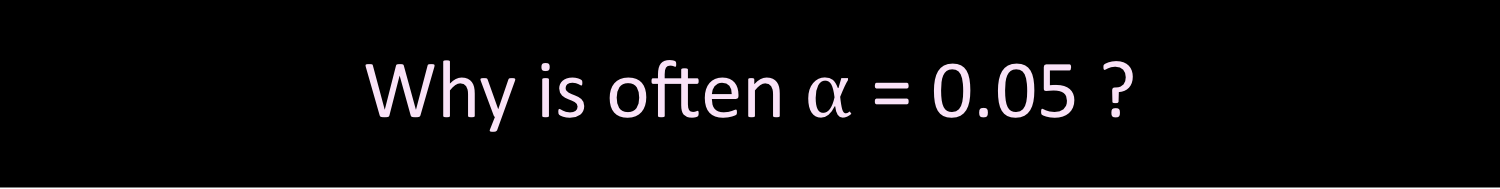 Why is often α = 0.05 ?